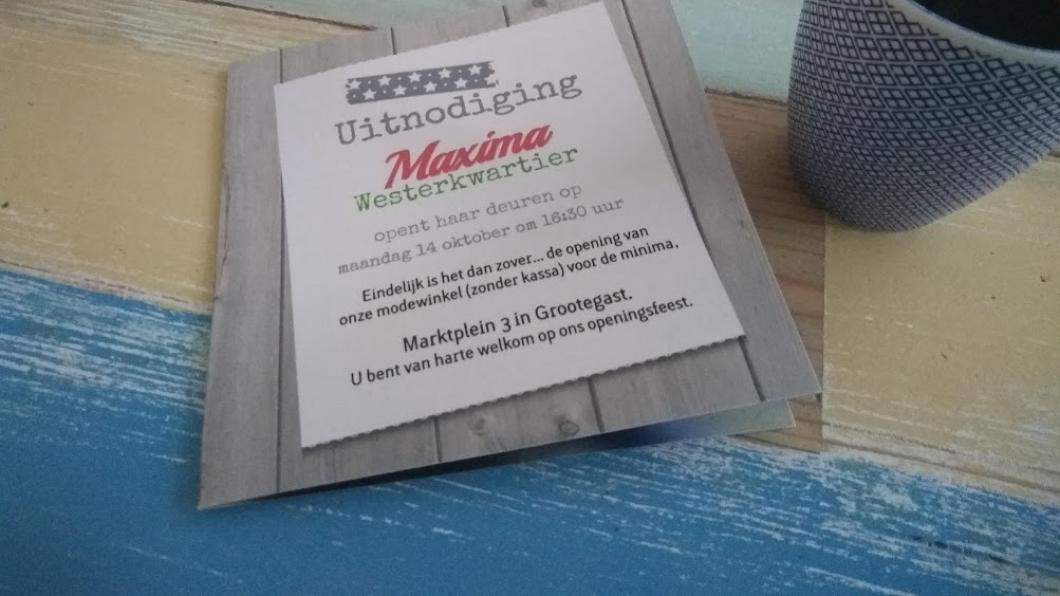 Uitnodiging
Maxima
Westerkwartier
opent haar deuren op
maandag 14 oktober om 16:30 uur
Eindelijk is het dan zover... de opening van
onze modewinkel (zonder kassa) voor de minima,
Marktplein 3 in Grootegast.
U bent van harte welkom op ons openingsfeest.